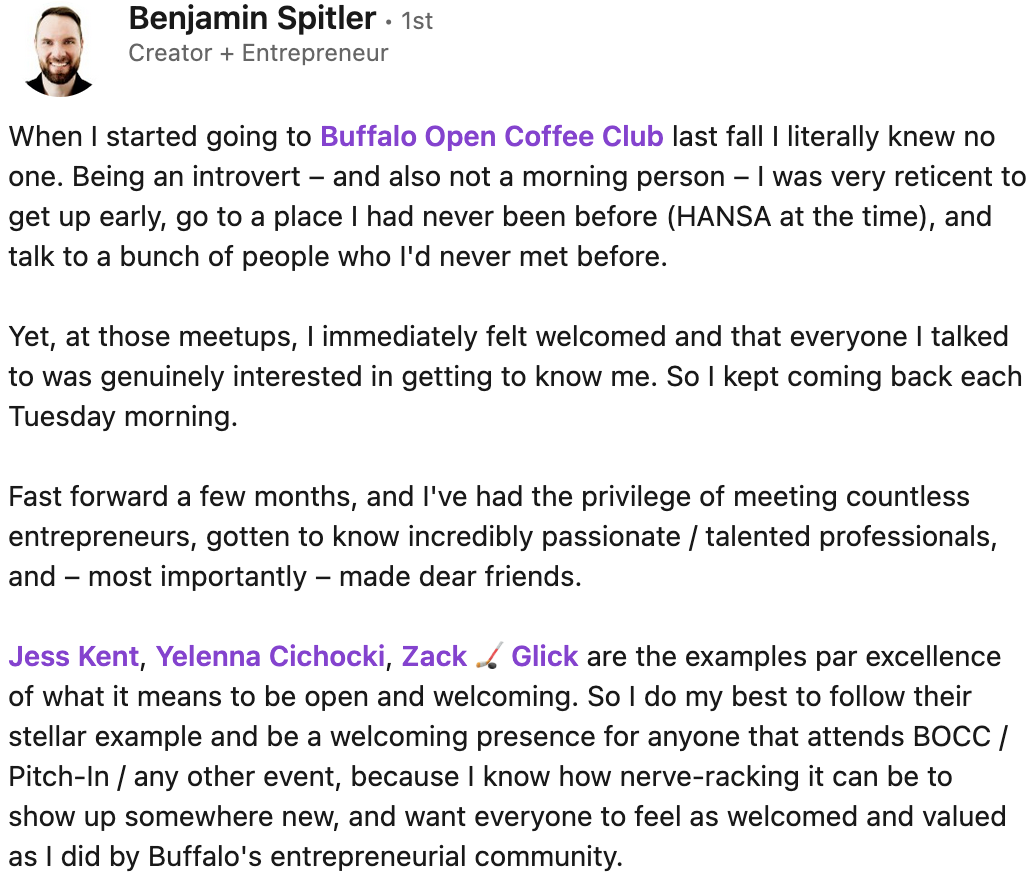 Benjamin Spitler • 1st
Creator + Entrepreneur
When I started going to Buffalo Open Coffee Club last fall I literally knew no
one. Being an introvert – and also not a morning person – I was very reticent to
get up early, go to a place I had never been before (HANSA at the time), and
talk to a bunch of people who I'd never met before.
Yet, at those meetups, I immediately felt welcomed and that everyone I talked
to was genuinely interested in getting to know me. So I kept coming back each
Tuesday morning.
Fast forward a few months, and I've had the privilege of meeting countless
entrepreneurs, gotten to know incredibly passionate / talented professionals,
and – most importantly – made dear friends.
Jess Kent, Yelenna Cichocki, Zack 🏒 Glick are the examples par excellence
of what it means to be open and welcoming. So I do my best to follow their
stellar example and be a welcoming presence for anyone that attends BOCC /
Pitch-In / any other event, because I know how nerve-racking it can be to
show up somewhere new, and want everyone to feel as welcomed and valued
as I did by Buffalo's entrepreneurial community.